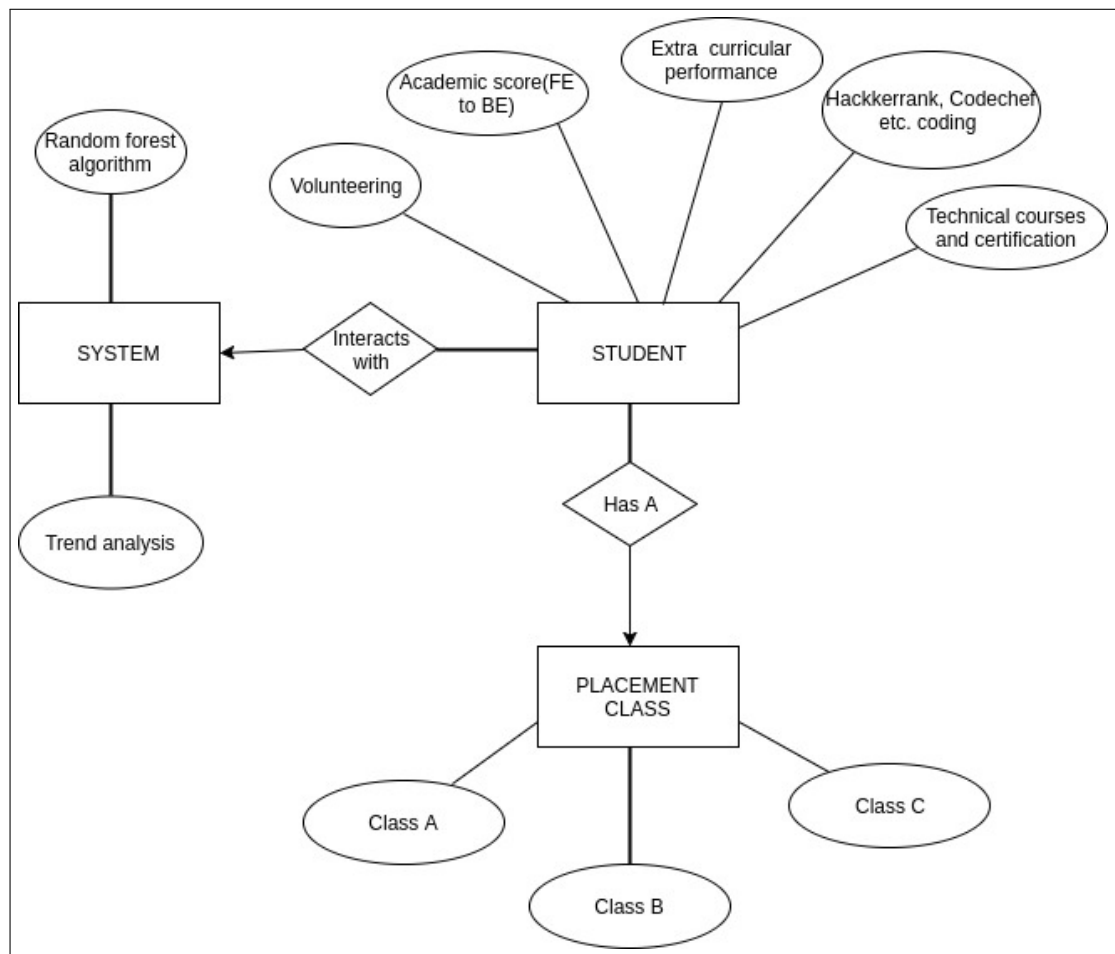 Extra curricular
performance
Academic score(FE
to BE)
Hackkerrank, Codechef
etc. coding
Random forest
algorithm
Volunteering
Technical courses
and certification
SYSTEM
Interacts
with
STUDENT
Has A
Trend analysis
PLACEMENT
CLASS
Class A
Class C
Class B